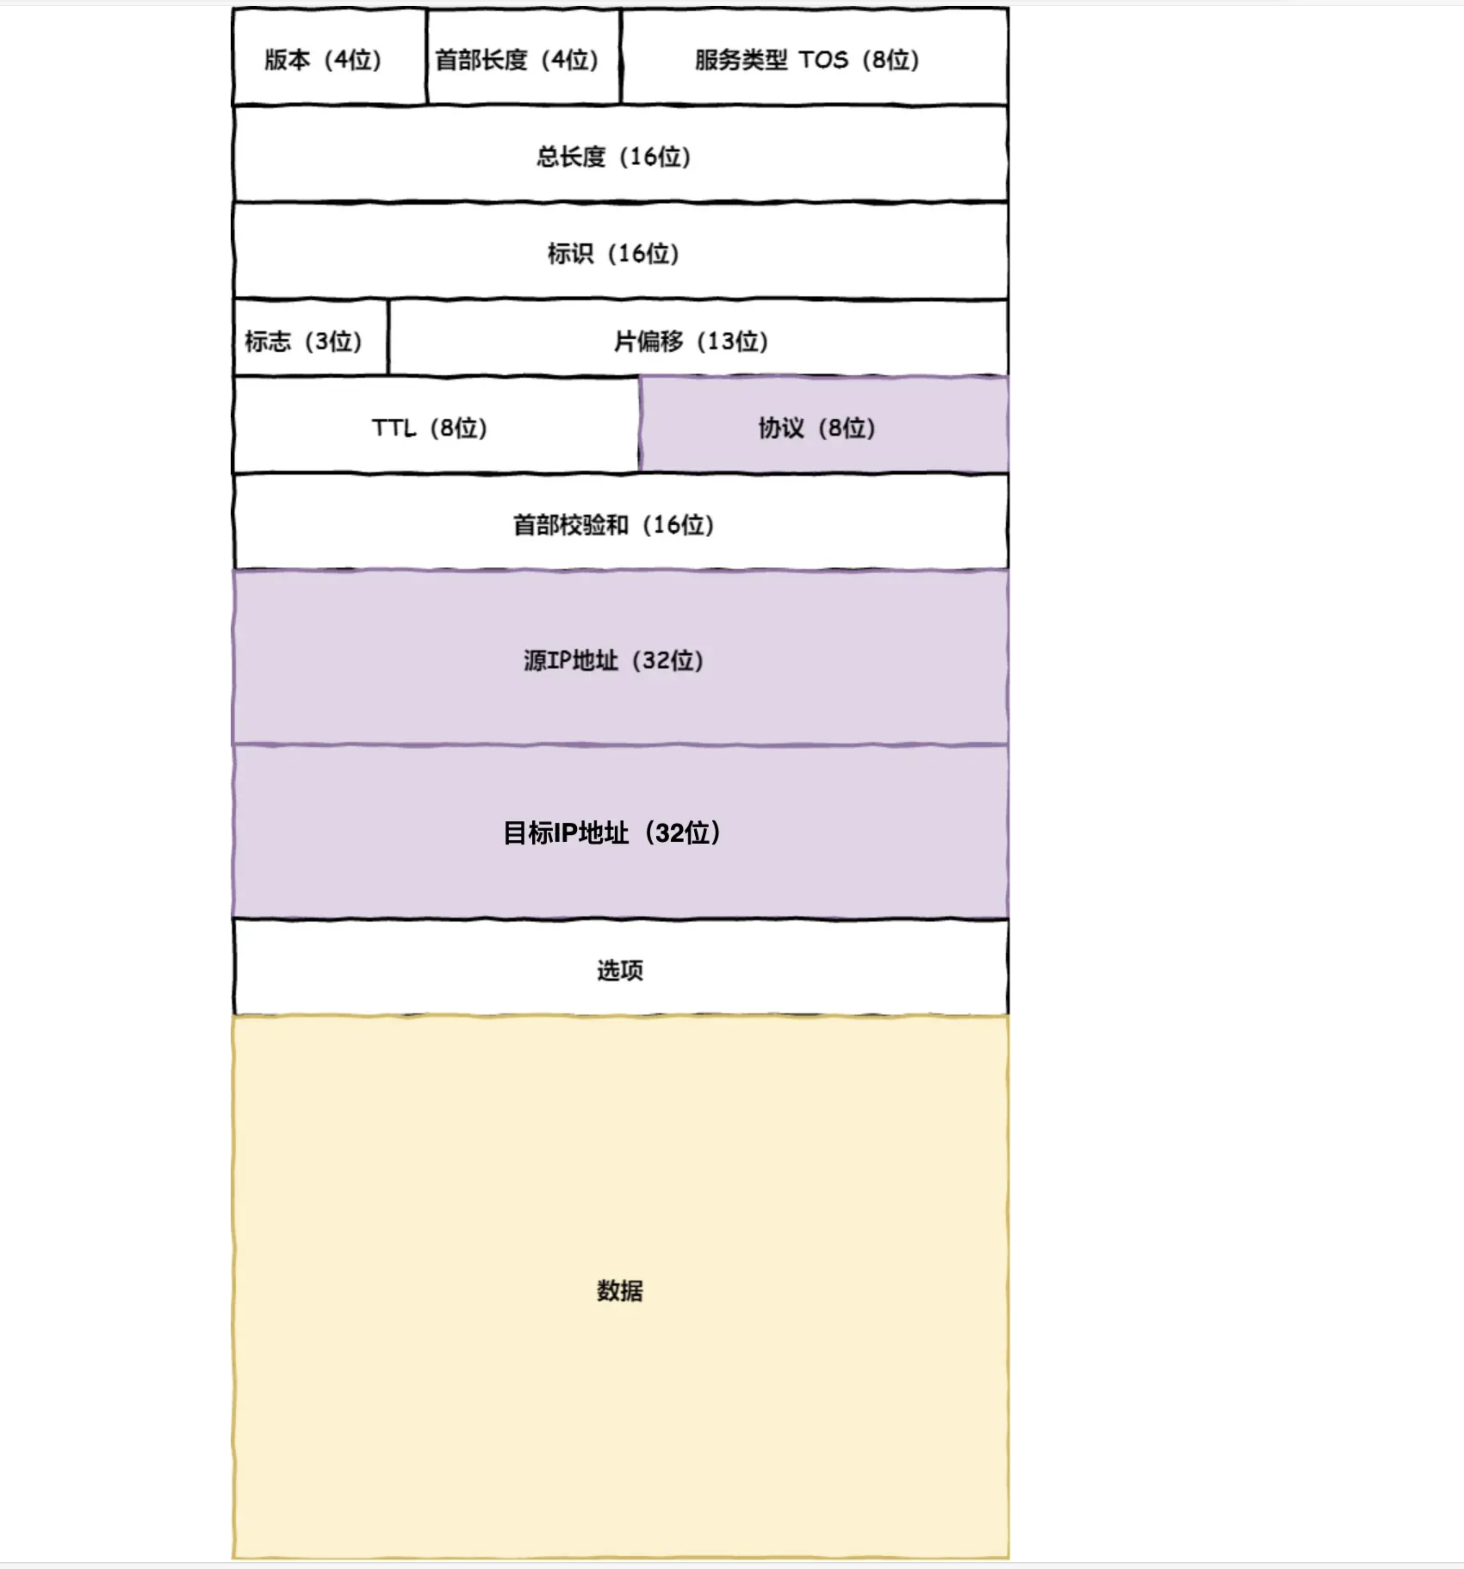 版本（4位） 首部长度（4位） 服务类型 TOS（8位）
总长度（16位）
标识（16位）
标志（3位） 片偏移（13位）
TTL（8位） 协议（8位）
首部校验和（16位）
源IP地址（32位）
目标IP地址（32位）
选项
数据